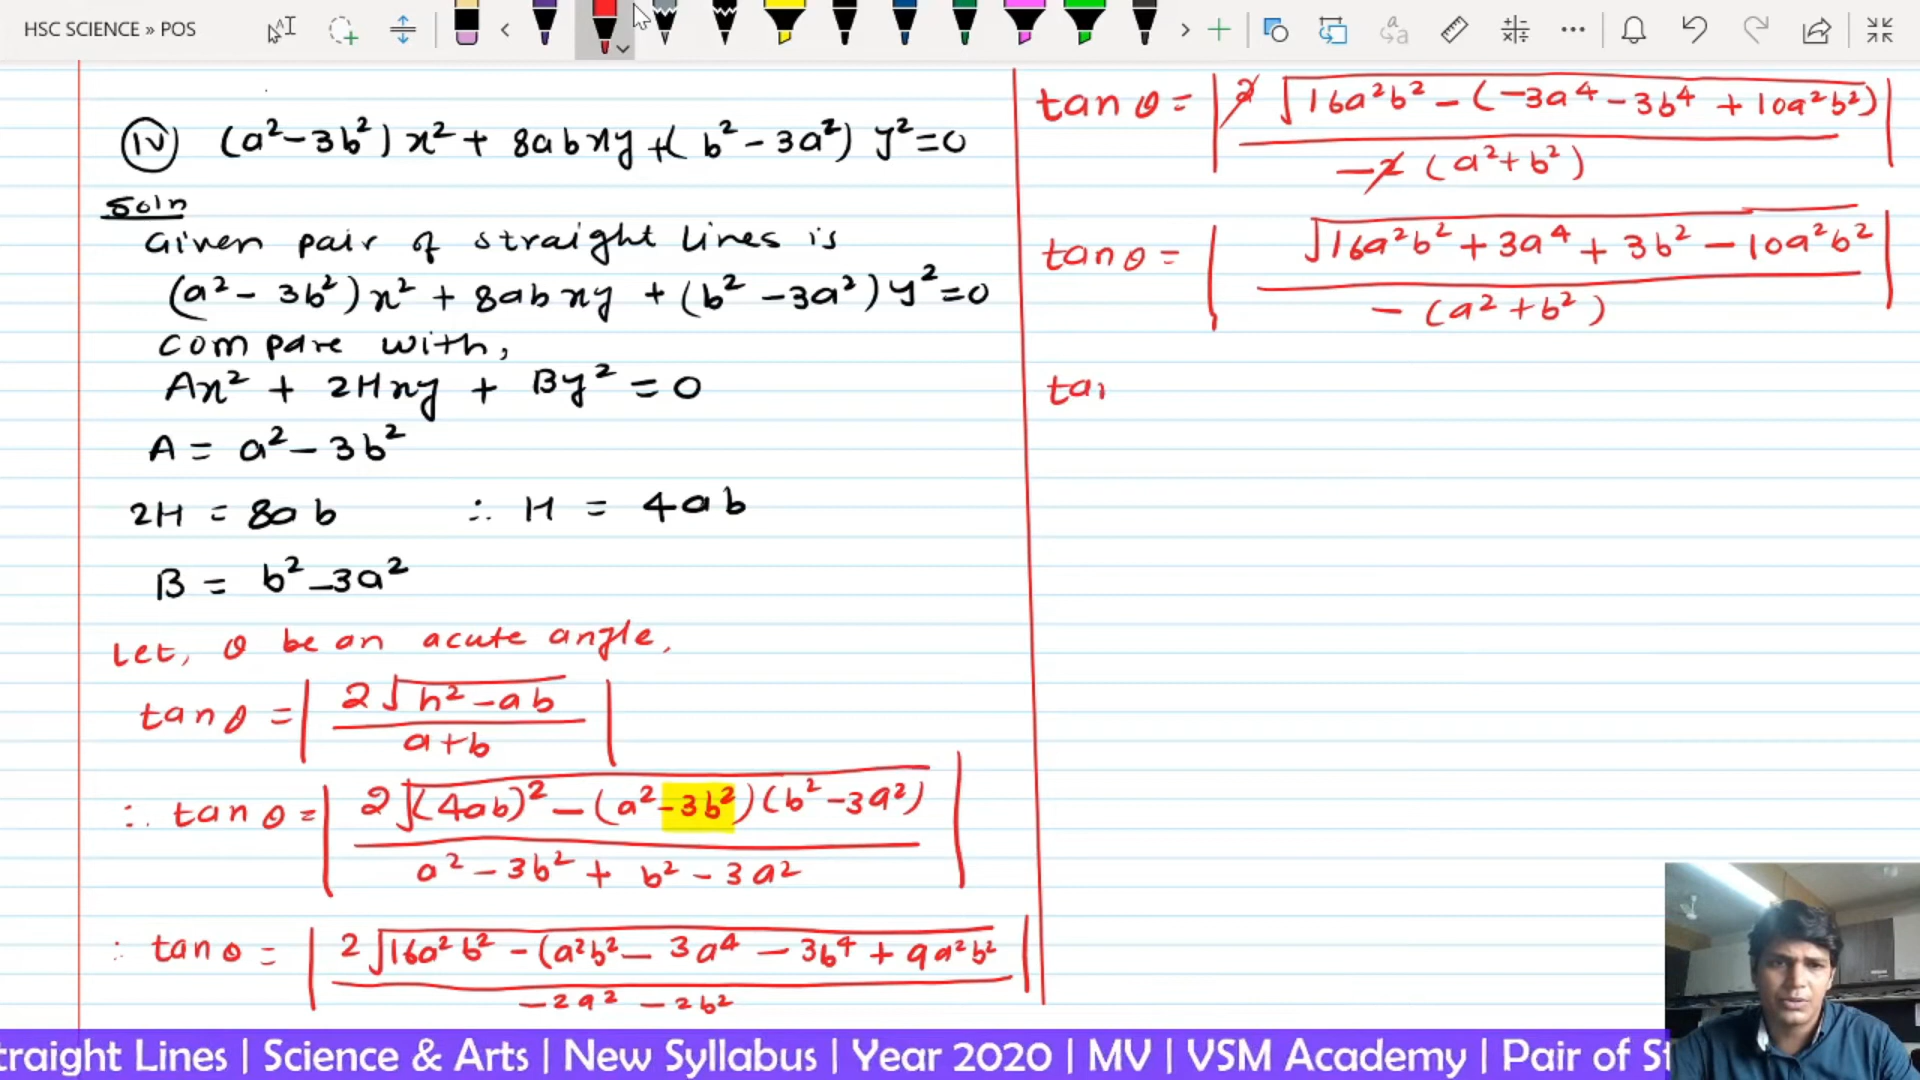 HSC SCIENCE » POS
(iv) (a²-3b²)x² + 8abxy + (b²-3a²) y²=0
Soln
Given pair of straight lines is
(a²-3b²)x² + 8abxy + (b²-3a²)y²=0
compare with,
Ax² + 2Hxy + By² = 0
A = a²-3b²
2H = 8ab ∴ H = 4ab
B = b²-3a²
Let, θ be an acute angle,
tanθ = | 2√(h²-ab) / a+b |
∴ tanθ = | 2√((4ab)² - (a²-3b²)(b²-3a²)) / a²-3b² + b²-3a² |
∴ tanθ = | 2√(16a²b² - (a²b² - 3a⁴ - 3b⁴ + 9a²b²) / -2a² - 2b² |
tanθ = | 2√(16a²b² - (-3a⁴ - 3b⁴ + 10a²b²)) / -2(a²+b²) |
tanθ = | √(16a²b² + 3a⁴ + 3b² - 10a²b²) / -(a²+b²) |
tan
traight Lines | Science & Arts | New Syllabus | Year 2020 | MV | VSM Academy | Pair of St